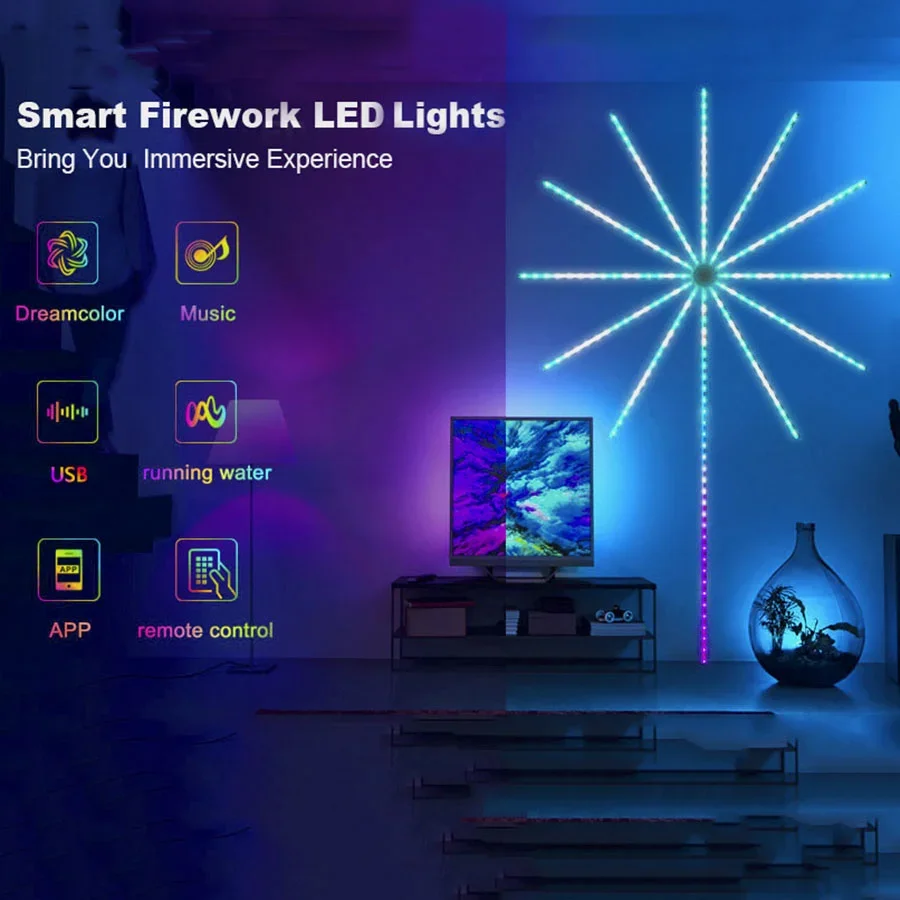 Smart Firework LED Lights
Bring You Immersive Experience
Dreamcolor
Music
USB
running water
APP
APP
remote control